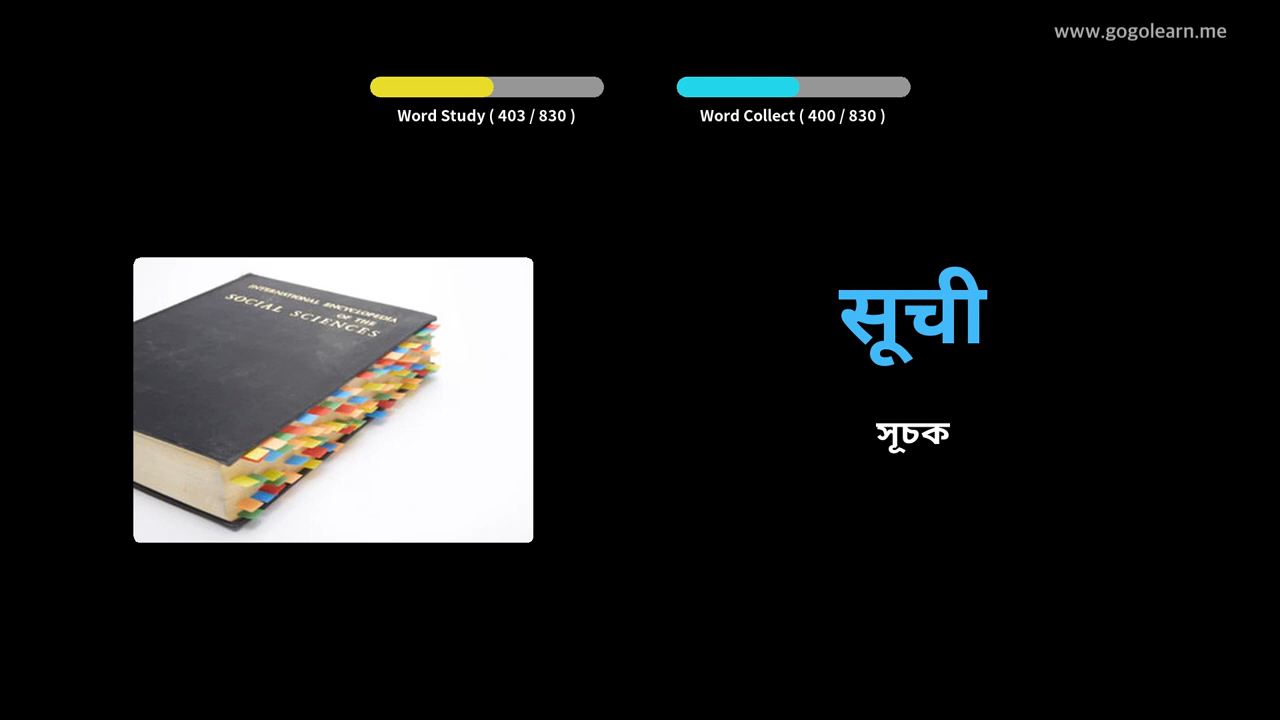 www.gogolearn.me
Word Study ( 403 / 830 )
Word Collect ( 400 / 830 )
INTERNATIONAL ENCYCLOPEDIA
OF THE
SOCIAL SCIENCES
सूची
সূচক